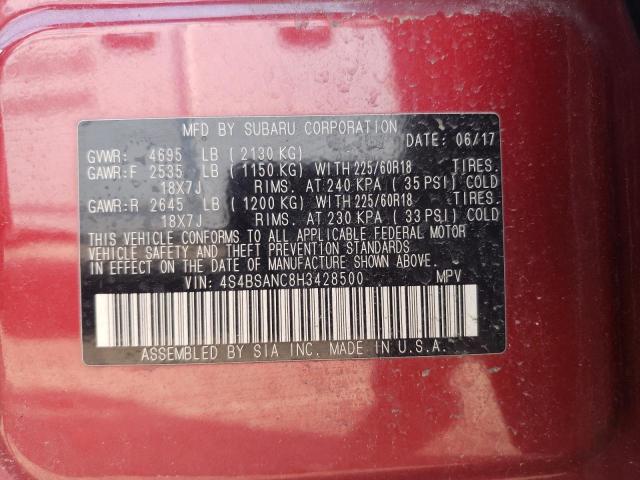 MFD BY SUBARU CORPORATION
DATE: 06/17
GVWR: 4695 LB (2130 KG)
GAWR:F 2535 LB (1150 KG) WITH 225/60R18 TIRES.
18X7J RIMS. AT 240 KPA (35 PSI) COLD
GAWR:R 2645 LB (1200 KG) WITH 225/60R18 TIRES.
18X7J RIMS. AT 230 KPA (33 PSI) COLD
THIS VEHICLE CONFORMS TO ALL APPLICABLE FEDERAL MOTOR
VEHICLE SAFETY AND THEFT PREVENTION STANDARDS
IN EFFECT ON THE DATE OF MANUFACTURE SHOWN ABOVE.
VIN: 4S4BSANC8H3428500 MPV
ASSEMBLED BY SIA INC. MADE IN U.S.A.